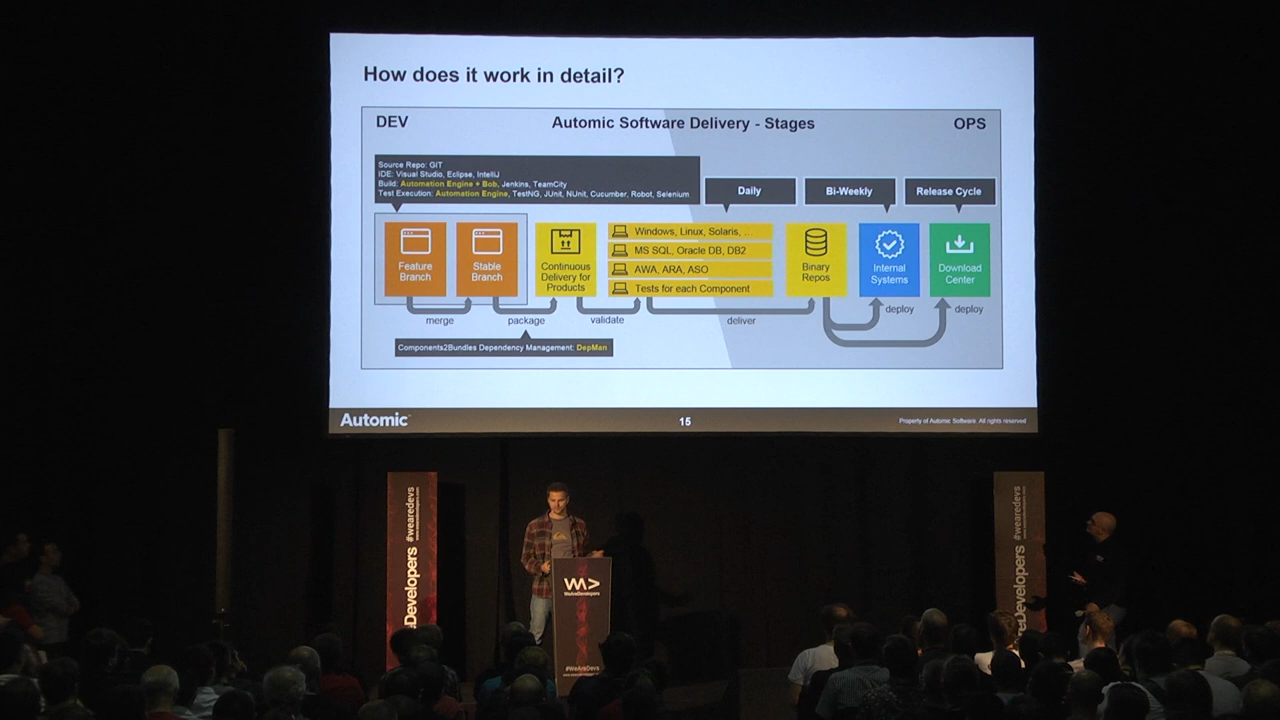 How does it work in detail?
DEV
Automic Software Delivery - Stages
OPS
Source Repo: GIT
IDE: Visual Studio, Eclipse, IntelliJ
Build: Automation Engine + Bob, Jenkins, TeamCity
Test Execution: Automation Engine, TestNG, JUnit, NUnit, Cucumber, Robot, Selenium
Daily
Bi-Weekly
Release Cycle
Feature
Branch
Stable
Branch
Continuous
Delivery for
Products
Windows, Linux, Solaris, ...
MS SQL, Oracle DB, DB2
AWA, ARA, ASO
Tests for each Component
Binary
Repos
Internal
Systems
Download
Center
merge
package
validate
deliver
deploy
deploy
Components2Bundles Dependency Management: DepMan
Automic
15
Property of Automic Software. All rights reserved
Developers
#wearedevs
WeAreDevelopers
#WeAreDevs
Developers
#wearedevs